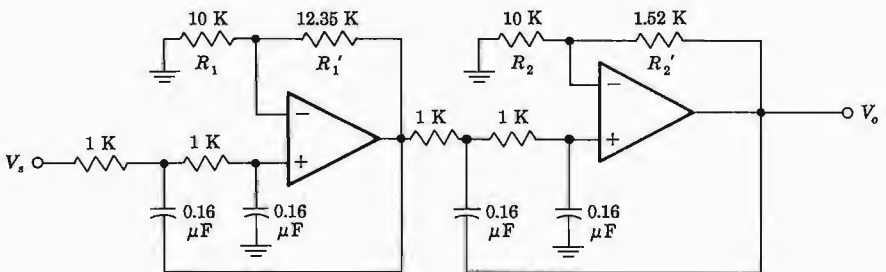 10 K 12.35 K 10 K 1.52 K
R₁ R₁′ R₂ R₂′
− −
1 K 1 K V₀
+ +
1 K 1 K
Vₛ
0.16 μF 0.16 μF 0.16 μF 0.16 μF